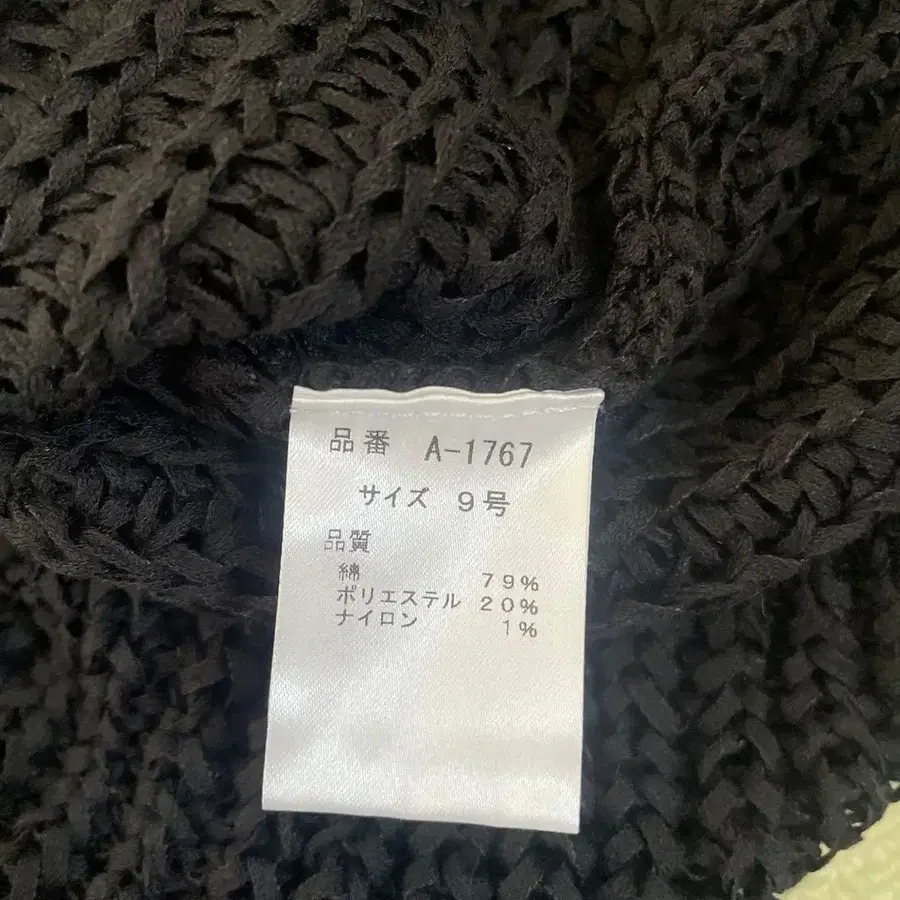 品番 A-1767
サイズ 9号
品質
綿 79%
ポリエステル 20%
ナイロン 1%